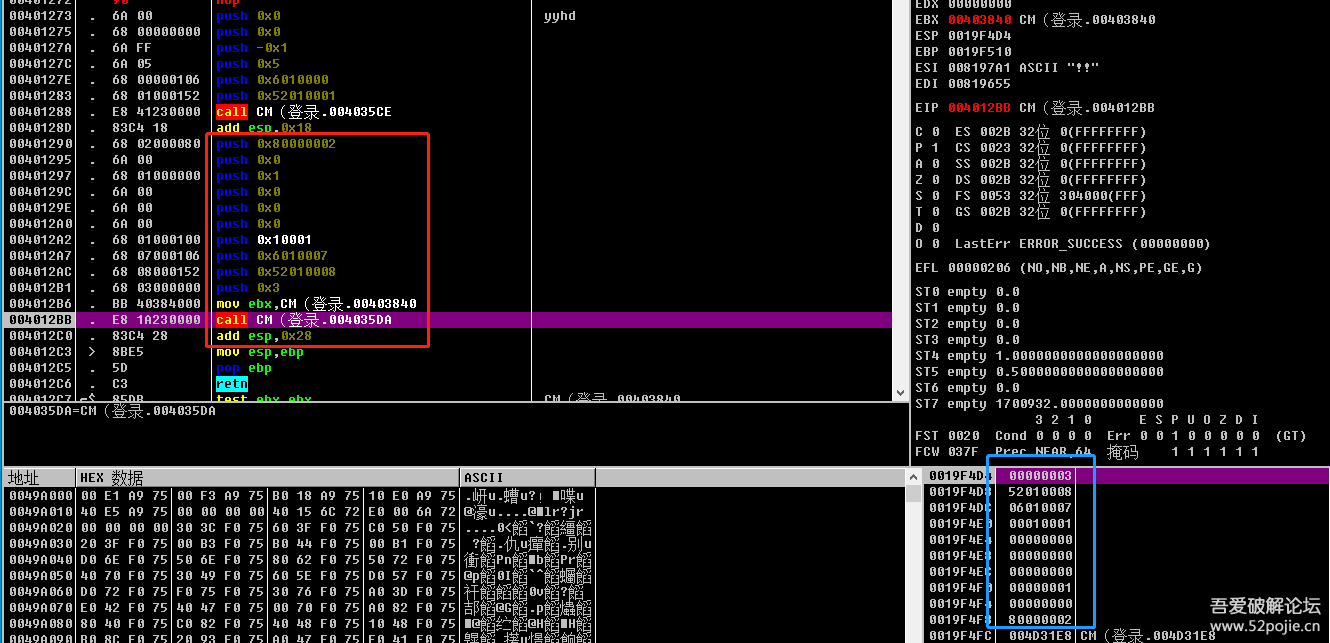 00401272 . 90 nop
00401273 . 6A 00 push 0x0 yyhd
00401275 . 68 00000000 push 0x0
0040127A . 6A FF push -0x1
0040127C . 6A 05 push 0x5
0040127E . 68 00000106 push 0x6010000
00401283 . 68 01000152 push 0x52010001
00401288 . E8 41230000 call CM（登录.004035CE
0040128D . 83C4 18 add esp,0x18
00401290 . 68 02000080 push 0x80000002
00401295 . 6A 00 push 0x0
00401297 . 68 01000000 push 0x1
0040129C . 6A 00 push 0x0
0040129E . 6A 00 push 0x0
004012A0 . 6A 00 push 0x0
004012A2 . 68 01000100 push 0x10001
004012A7 . 68 07000106 push 0x6010007
004012AC . 68 08000152 push 0x52010008
004012B1 . 68 03000000 push 0x3
004012B6 . BB 40384000 mov ebx,CM（登录.00403840
004012BB . E8 1A230000 call CM（登录.004035DA
004012C0 . 83C4 28 add esp,0x28
004012C3 > 8BE5 mov esp,ebp
004012C5 . 5D pop ebp
004012C6 . C3 retn
004012C7 85DB test ebx,ebx CM（登录.00403840
004035DA=CM（登录.004035DA
EDX 00000000
EBX 00403840 CM（登录.00403840
ESP 0019F4D4
EBP 0019F510
ESI 008197A1 ASCII "!!"
EDI 00819655
EIP 004012BB CM（登录.004012BB
C 0 ES 002B 32位 0(FFFFFFFF)
P 1 CS 0023 32位 0(FFFFFFFF)
A 0 SS 002B 32位 0(FFFFFFFF)
Z 0 DS 002B 32位 0(FFFFFFFF)
S 0 FS 0053 32位 304000(FFF)
T 0 GS 002B 32位 0(FFFFFFFF)
D 0
O 0 LastErr ERROR_SUCCESS (00000000)
EFL 00000206 (NO,NB,NE,A,NS,PE,GE,G)
ST0 empty 0.0
ST1 empty 0.0
ST2 empty 0.0
ST3 empty 0.0
ST4 empty 1.0000000000000000000
ST5 empty 0.5000000000000000000
ST6 empty 0.0
ST7 empty 1700932.0000000000000
3 2 1 0 E S P U O Z D I
FST 0020 Cond 0 0 0 0 Err 0 0 1 0 0 0 0 0 (GT)
FCW 037F Prec NEAR,64 掩码 1 1 1 1 1 1
地址 HEX 数据 ASCII
0049A000 00 E1 A9 75 00 F3 A9 75 B0 18 A9 75 10 E0 A9 75
0049A010 40 E5 A9 75 00 00 00 00 40 15 6C 72 E0 00 6A 72
0049A020 00 00 00 00 30 3C F0 75 60 3F F0 75 C0 50 F0 75
0049A030 20 3F F0 75 00 B3 F0 75 B0 44 F0 75 00 B1 F0 75
0049A040 D0 6E F0 75 50 6E F0 75 80 62 F0 75 50 72 F0 75
0049A050 40 70 F0 75 30 49 F0 75 60 5E F0 75 D0 57 F0 75
0049A060 D0 72 F0 75 F0 75 F0 75 30 76 F0 75 A0 3D F0 75
0049A070 E0 42 F0 75 40 47 F0 75 00 70 F0 75 A0 82 F0 75
0049A080 80 40 F0 75 C0 82 F0 75 40 48 F0 75 10 48 F0 75
0049A090 B0 8C F0 75 20 93 F0 75 A0 47 F0 75 E0 41 F0 75
0019F4D4 00000003
0019F4D8 52010008
0019F4DC 06010007
0019F4E0 00010001
0019F4E4 00000000
0019F4E8 00000000
0019F4EC 00000000
0019F4F0 00000001
0019F4F4 00000000
0019F4F8 80000002
0019F4FC 004D31E8 CM（登录.004D31E8
吾爱破解论坛
www.52pojie.cn